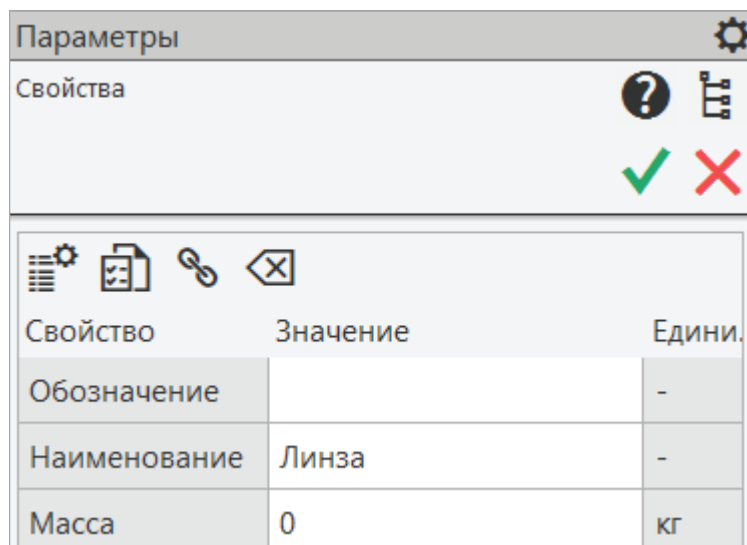 Параметры
Свойства
Свойство Значение Едини.
Обозначение -
Наименование Линза -
Масса 0 кг